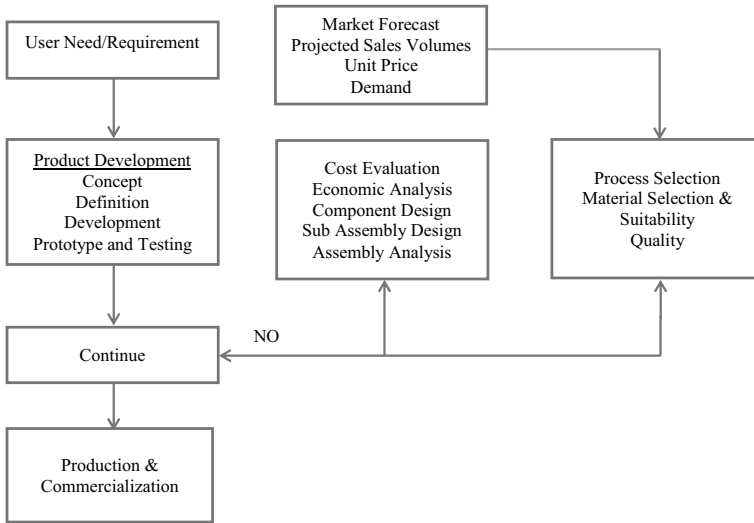 User Need/Requirement
Market Forecast
Projected Sales Volumes
Unit Price
Demand
Product Development
Concept
Definition
Development
Prototype and Testing
Cost Evaluation
Economic Analysis
Component Design
Sub Assembly Design
Assembly Analysis
Process Selection
Material Selection &
Suitability
Quality
NO
Continue
Production &
Commercialization